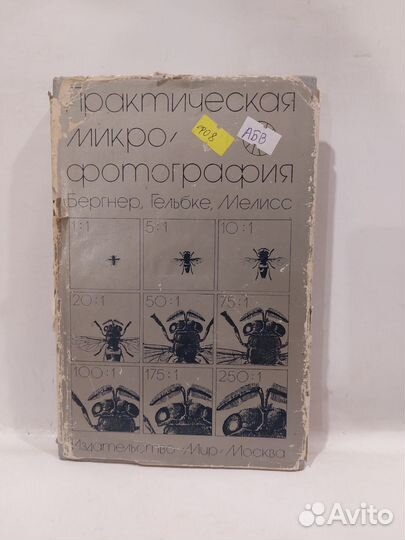 Практическая
микро-
фотография
Бергнер, Гельбке, Мелисс
908
АБВ
1:1 5:1 10:1
20:1 50:1 75:1
100:1 175:1 250:1
Издательство·Мир·Москва
Avito